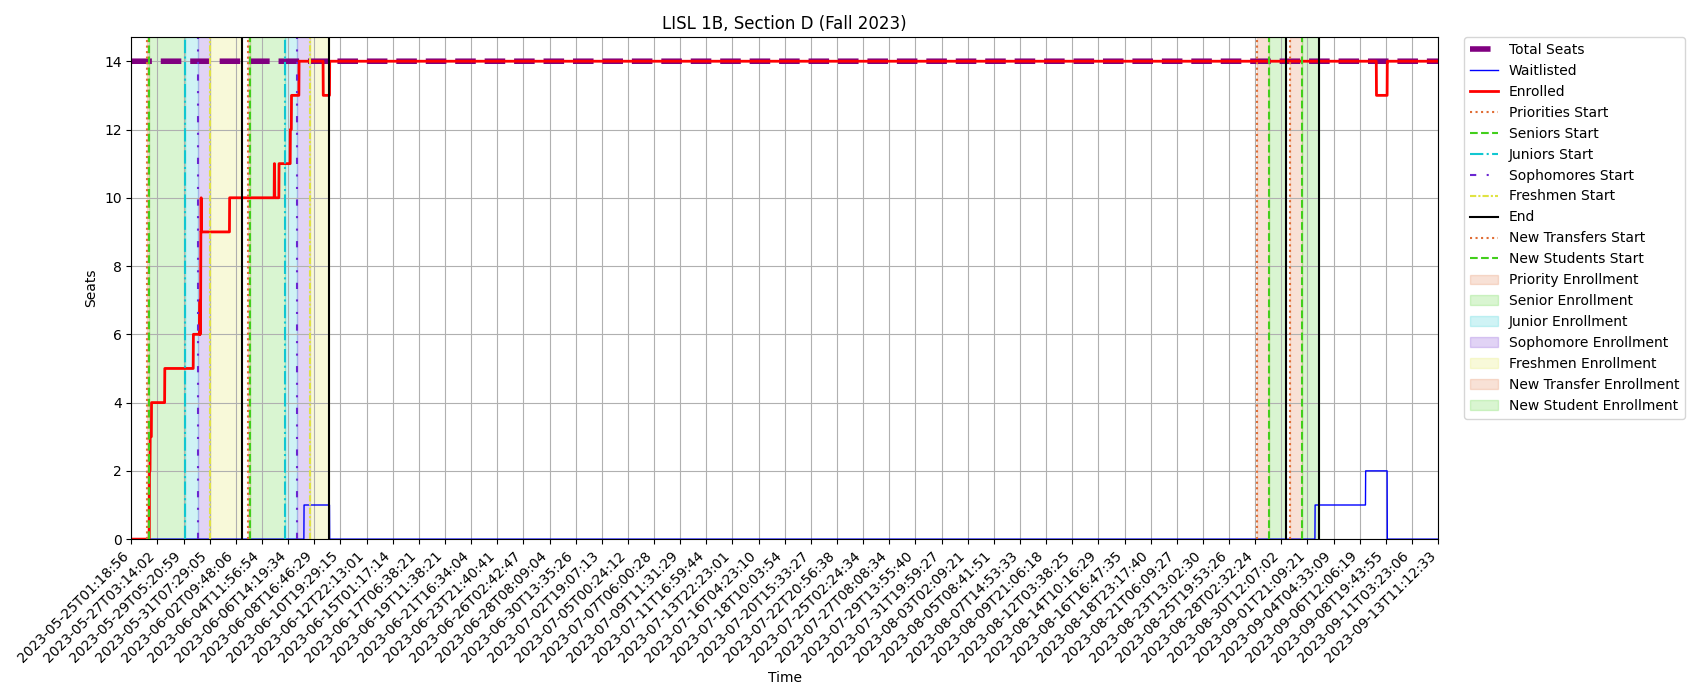 LISL 1B, Section D (Fall 2023)
Seats
14
12
10
8
6
4
2
0
2023-05-25T01:18:56
2023-05-27T03:14:02
2023-05-29T05:20:59
2023-05-31T07:29:05
2023-06-02T09:48:06
2023-06-04T11:56:54
2023-06-06T14:19:34
2023-06-08T16:46:29
2023-06-10T19:29:15
2023-06-12T22:13:01
2023-06-15T01:17:14
2023-06-17T06:38:21
2023-06-19T11:38:21
2023-06-21T16:34:04
2023-06-23T21:40:41
2023-06-26T02:42:47
2023-06-28T08:09:04
2023-06-30T13:35:26
2023-07-02T19:07:13
2023-07-05T00:24:12
2023-07-07T06:00:28
2023-07-09T11:31:29
2023-07-11T16:59:44
2023-07-13T22:23:01
2023-07-16T04:23:10
2023-07-18T10:03:54
2023-07-20T15:33:27
2023-07-22T20:56:38
2023-07-25T02:24:34
2023-07-27T08:08:34
2023-07-29T13:55:40
2023-07-31T19:59:27
2023-08-03T02:09:21
2023-08-05T08:41:51
2023-08-07T14:53:33
2023-08-09T21:06:18
2023-08-12T03:38:25
2023-08-14T10:16:29
2023-08-16T16:47:35
2023-08-18T23:17:40
2023-08-21T06:09:27
2023-08-23T13:02:30
2023-08-25T19:53:26
2023-08-28T02:32:24
2023-08-30T12:07:02
2023-09-01T21:09:21
2023-09-04T04:33:09
2023-09-06T12:06:19
2023-09-08T19:43:55
2023-09-11T03:23:06
2023-09-13T11:12:33
Time
Total Seats
Waitlisted
Enrolled
Priorities Start
Seniors Start
Juniors Start
Sophomores Start
Freshmen Start
End
New Transfers Start
New Students Start
Priority Enrollment
Senior Enrollment
Junior Enrollment
Sophomore Enrollment
Freshmen Enrollment
New Transfer Enrollment
New Student Enrollment